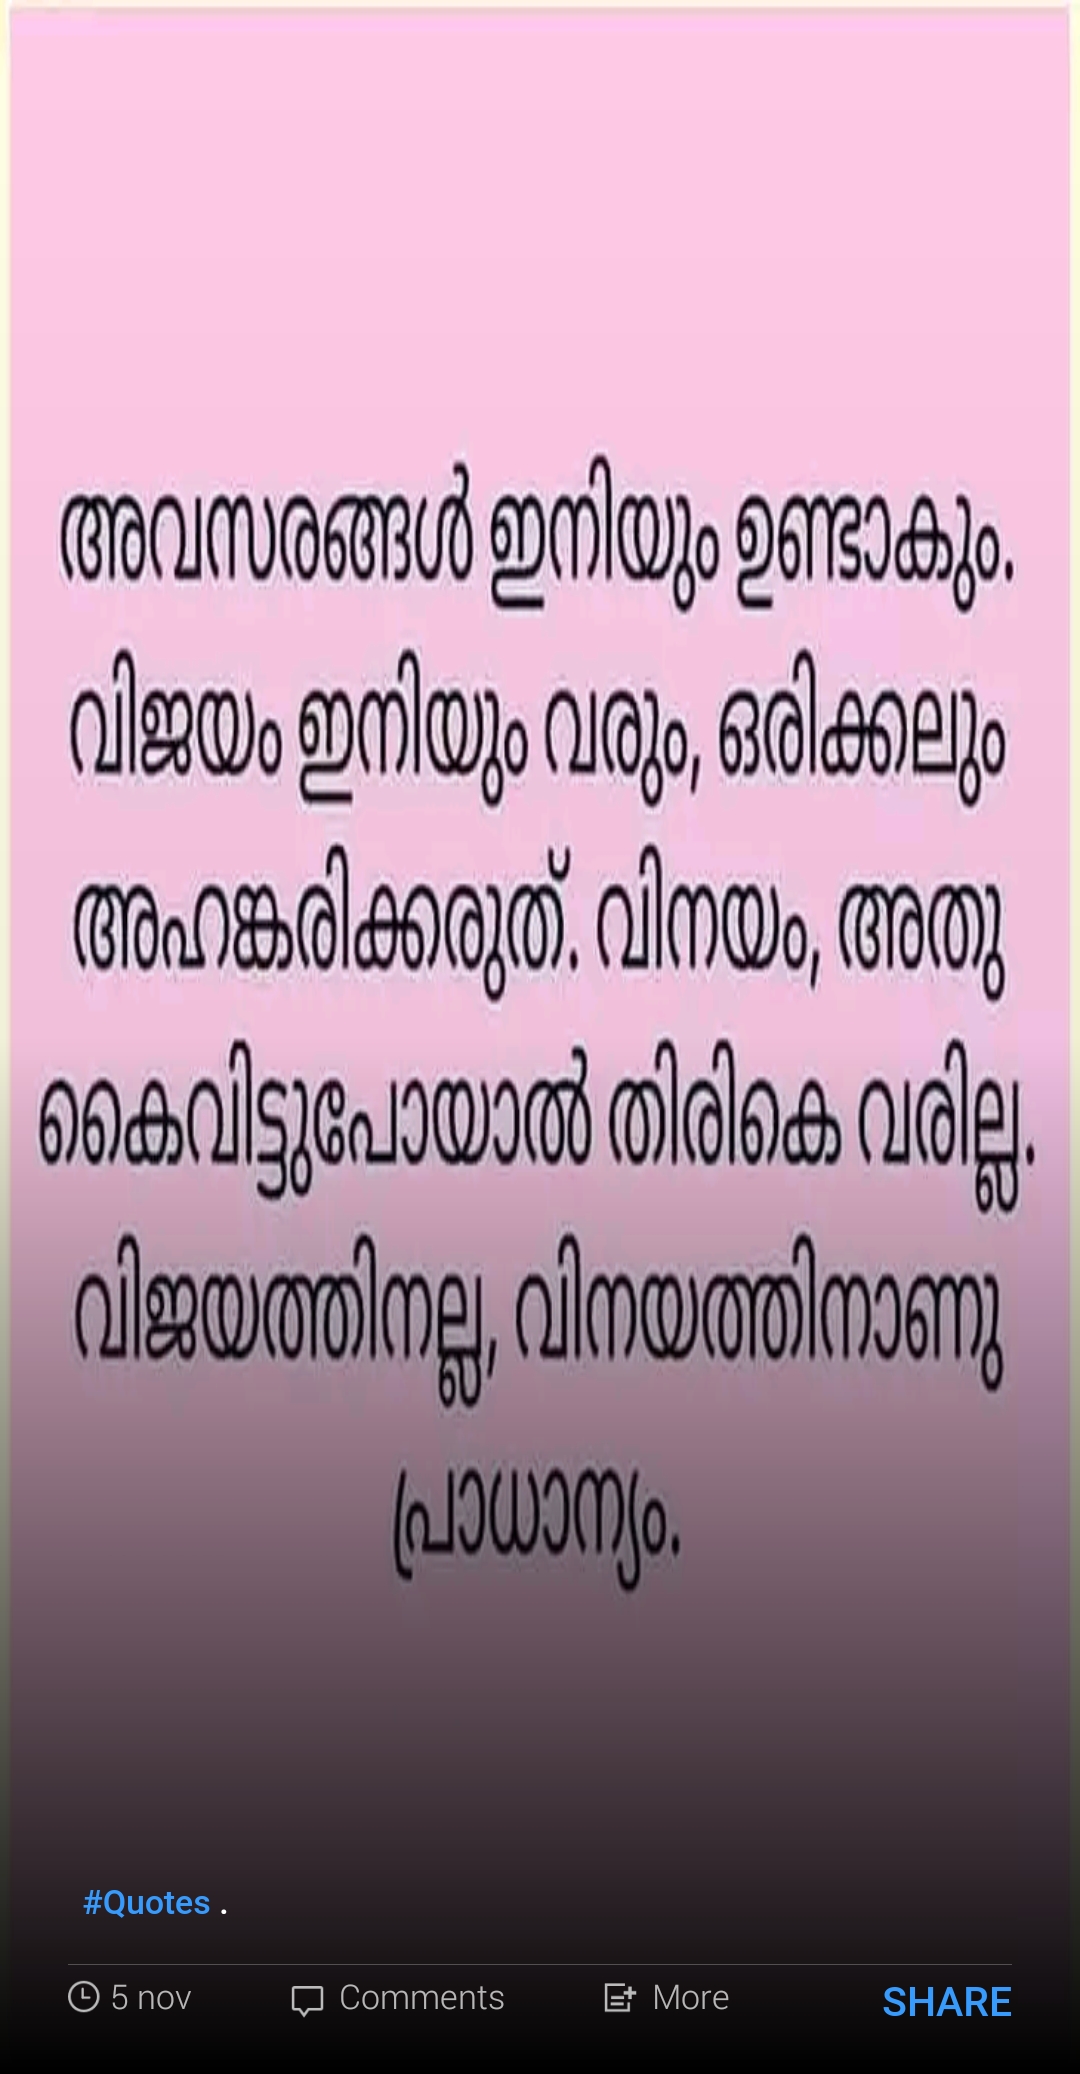 അവസരങ്ങൾ ഇനിയും ഉണ്ടാകും.
വിജയം ഇനിയും വരും, ഒരിക്കലും
അഹങ്കരിക്കരുത്. വിനയം, അതു
കൈവിട്ടുപോയാൽ തിരികെ വരില്ല.
വിജയത്തിനല്ല, വിനയത്തിനാണു
പ്രാധാന്യം.
#Quotes .
5 nov Comments More SHARE